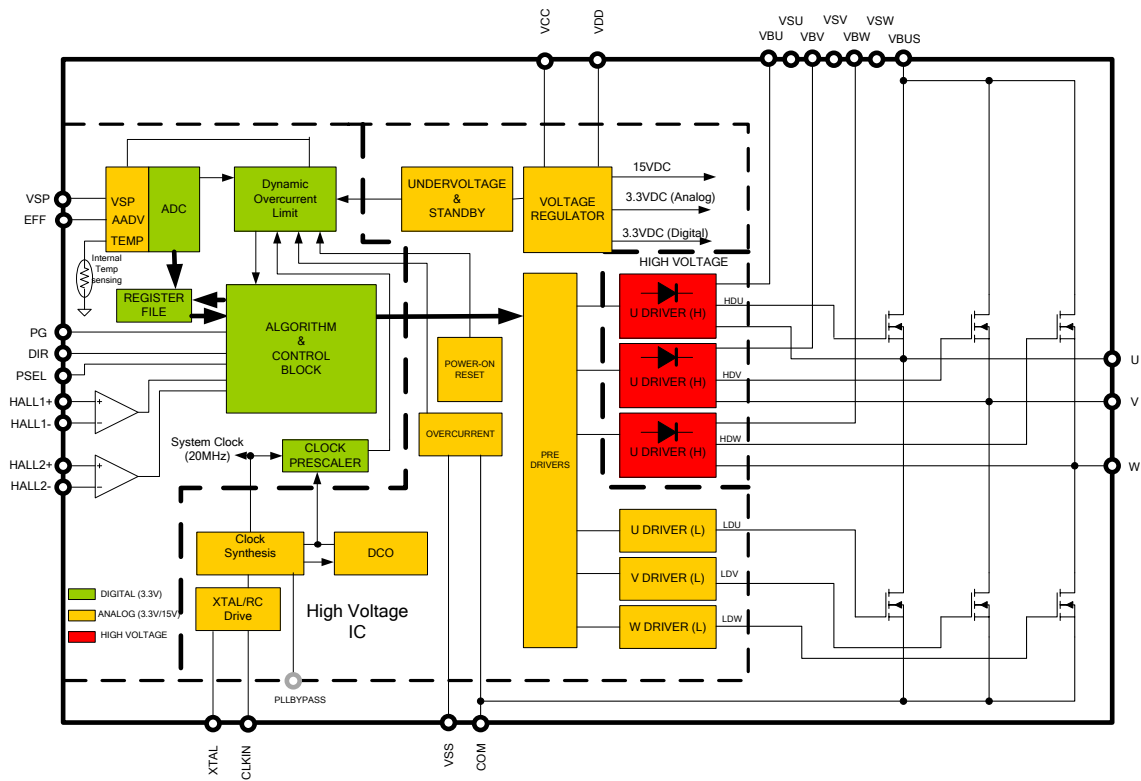 VCC
VDD
VBU
VSU
VBV
VSV
VBW
VSW
VBUS
VSP
EFF
VSP
AADV
TEMP
ADC
Dynamic
Overcurrent
Limit
UNDERVOLTAGE
&
STANDBY
VOLTAGE
REGULATOR
15VDC
3.3VDC (Analog)
3.3VDC (Digital)
Internal
Temp
sensing
REGISTER
FILE
HIGH VOLTAGE
PG
DIR
PSEL
HALL1+
HALL1-
HALL2+
HALL2-
+
−
+
−
ALGORITHM
&
CONTROL
BLOCK
POWER-ON
RESET
OVERCURRENT
PRE
DRIVERS
U DRIVER (H)
U DRIVER (H)
U DRIVER (H)
HDU
HDV
HDW
U
V
W
System Clock
(20MHz)
CLOCK
PRESCALER
Clock
Synthesis
DCO
XTAL/RC
Drive
High Voltage
IC
U DRIVER (L)
V DRIVER (L)
W DRIVER (L)
LDU
LDV
LDW
DIGITAL (3.3V)
ANALOG (3.3V/15V)
HIGH VOLTAGE
PLLBYPASS
XTAL
CLKIN
VSS
COM